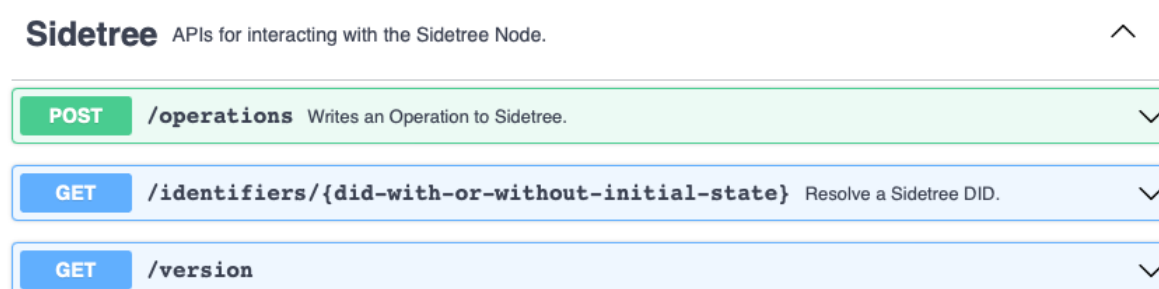 Sidetree APIs for interacting with the Sidetree Node.
POST /operations Writes an Operation to Sidetree.
GET /identifiers/{did-with-or-without-initial-state} Resolve a Sidetree DID.
GET /version